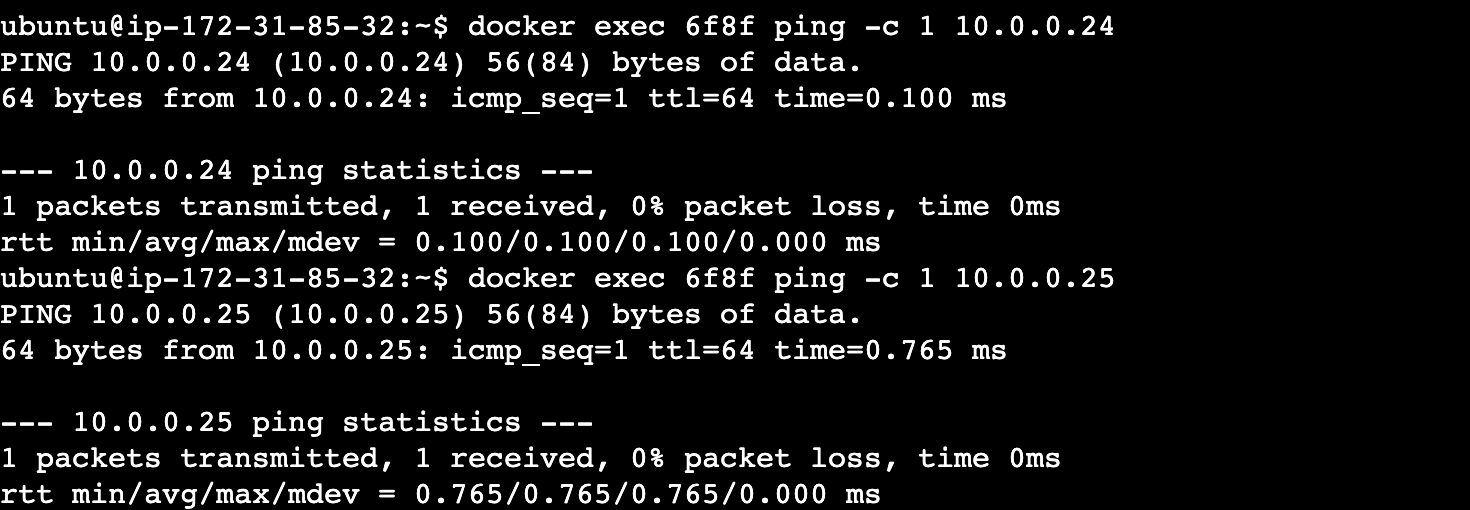 ubuntu@ip-172-31-85-32:~$ docker exec 6f8f ping -c 1 10.0.0.24
PING 10.0.0.24 (10.0.0.24) 56(84) bytes of data.
64 bytes from 10.0.0.24: icmp_seq=1 ttl=64 time=0.100 ms
--- 10.0.0.24 ping statistics ---
1 packets transmitted, 1 received, 0% packet loss, time 0ms
rtt min/avg/max/mdev = 0.100/0.100/0.100/0.000 ms
ubuntu@ip-172-31-85-32:~$ docker exec 6f8f ping -c 1 10.0.0.25
PING 10.0.0.25 (10.0.0.25) 56(84) bytes of data.
64 bytes from 10.0.0.25: icmp_seq=1 ttl=64 time=0.765 ms
--- 10.0.0.25 ping statistics ---
1 packets transmitted, 1 received, 0% packet loss, time 0ms
rtt min/avg/max/mdev = 0.765/0.765/0.765/0.000 ms